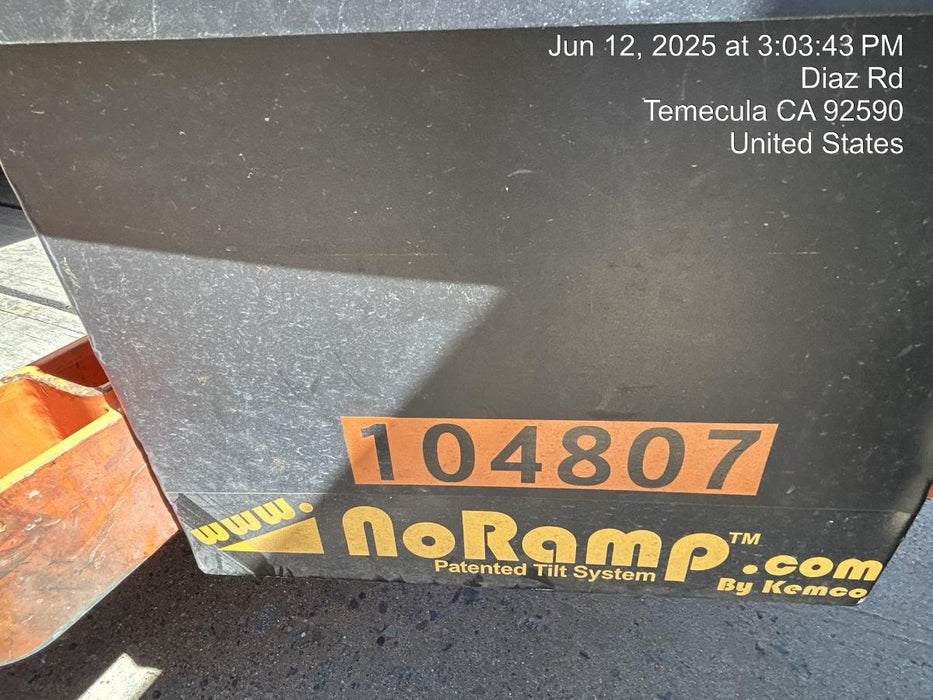 Jun 12, 2025 at 3:03:43 PM
Diaz Rd
Temecula CA 92590
United States
104807
www.NoRamp™.com
Patented Tilt System
By Kemco